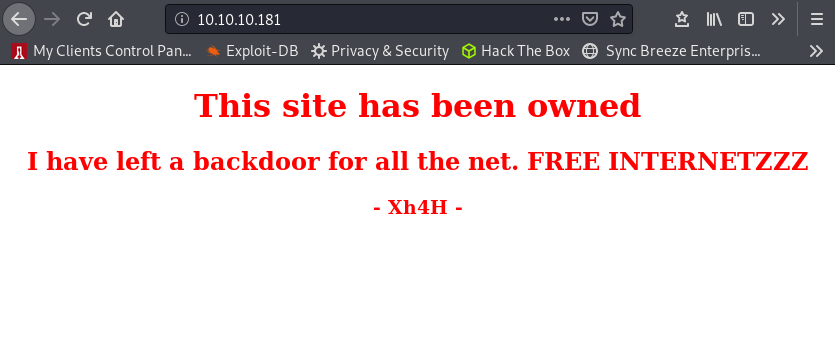 10.10.10.181
My Clients Control Pan... Exploit-DB Privacy & Security Hack The Box Sync Breeze Enterpris...
This site has been owned
I have left a backdoor for all the net. FREE INTERNETZZZ
- Xh4H -